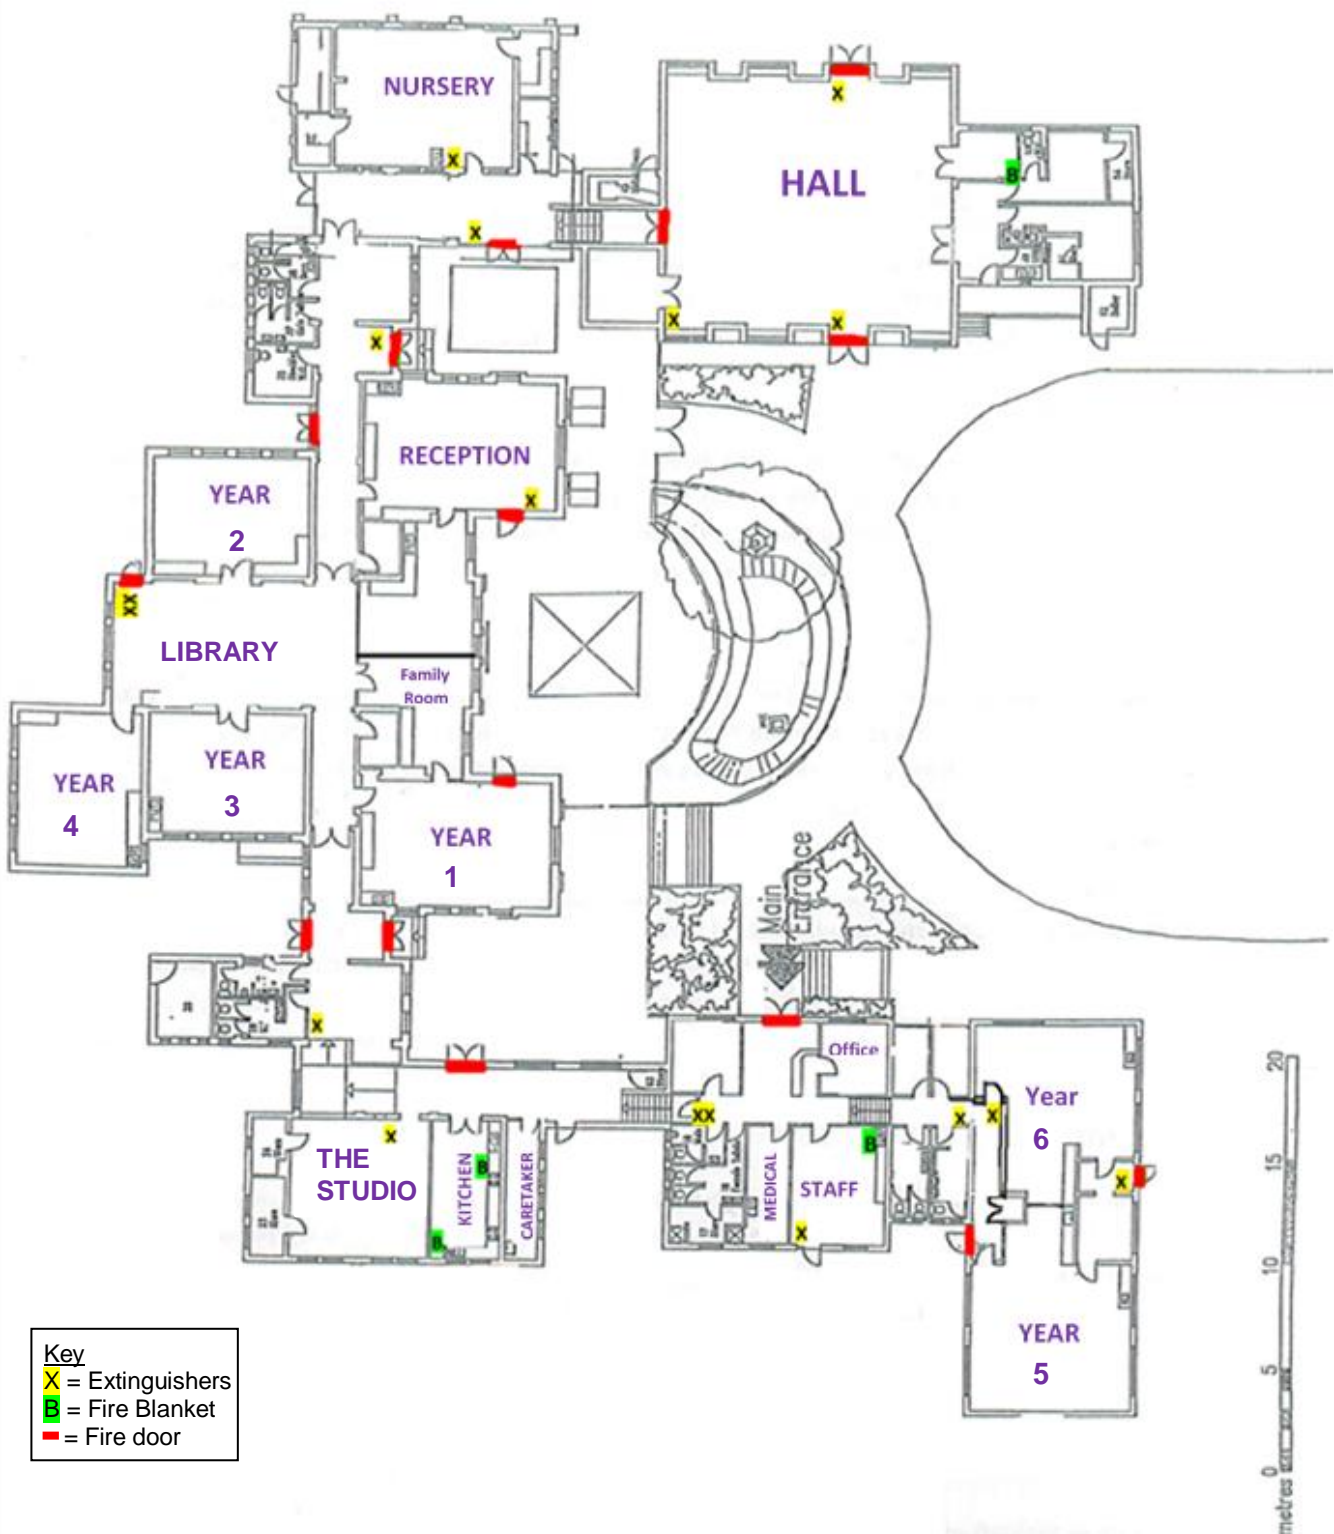 NURSERY
X
HALL
X
B
X
X
X
X
RECEPTION
X
YEAR
2
XX
LIBRARY
Family
Room
YEAR
4
YEAR
3
YEAR
1
Main
Entrance
X
Office
XX
X
X
Year
6
X
THE
STUDIO
X
KITCHEN
B
B
CARETAKER
MEDICAL
STAFF
B
X
YEAR
5
20
15
10
5
0
metres
Key
X = Extinguishers
B = Fire Blanket
= Fire door